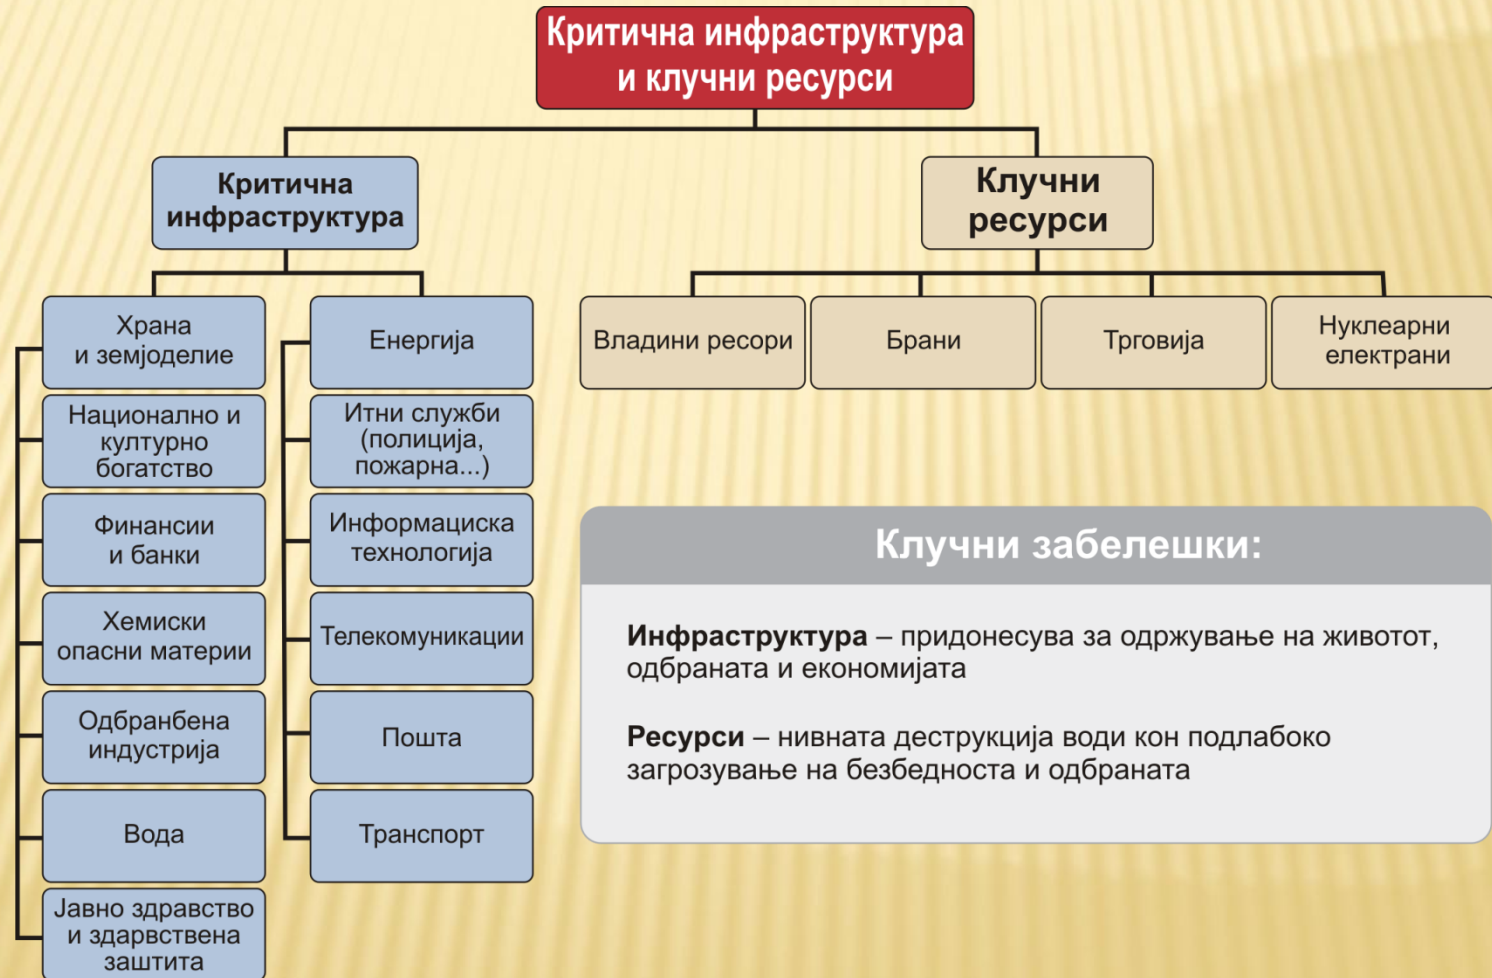 Критична инфраструктура
и клучни ресурси
Критична
инфраструктура
Клучни
ресурси
Храна
и земјоделие
Национално и
културно
богатство
Финансии
и банки
Хемиски
опасни материи
Одбранбена
индустрија
Вода
Јавно здравство
и здарвствена
заштита
Енергија
Итни служби
(полиција,
пожарна...)
Информациска
технологија
Телекомуникации
Пошта
Транспорт
Владини ресори
Брани
Трговија
Нуклеарни
електрани
Клучни забелешки:
Инфраструктура – придонесува за одржување на животот,
одбраната и економијата
Ресурси – нивната деструкција води кон подлабоко
загрозување на безбедноста и одбраната